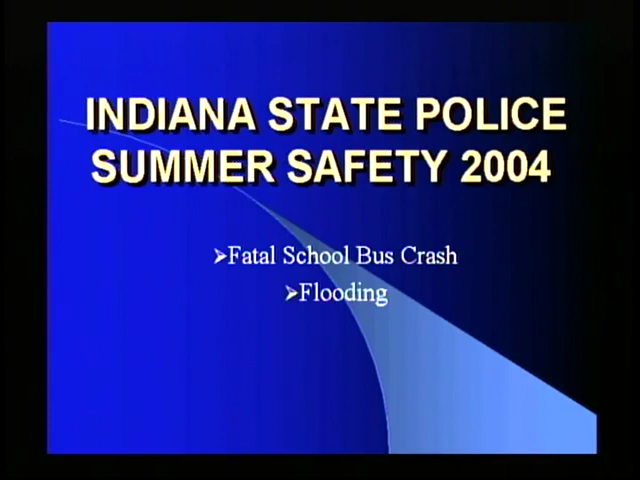 INDIANA STATE POLICE
SUMMER SAFETY 2004
➢Fatal School Bus Crash
➢Flooding